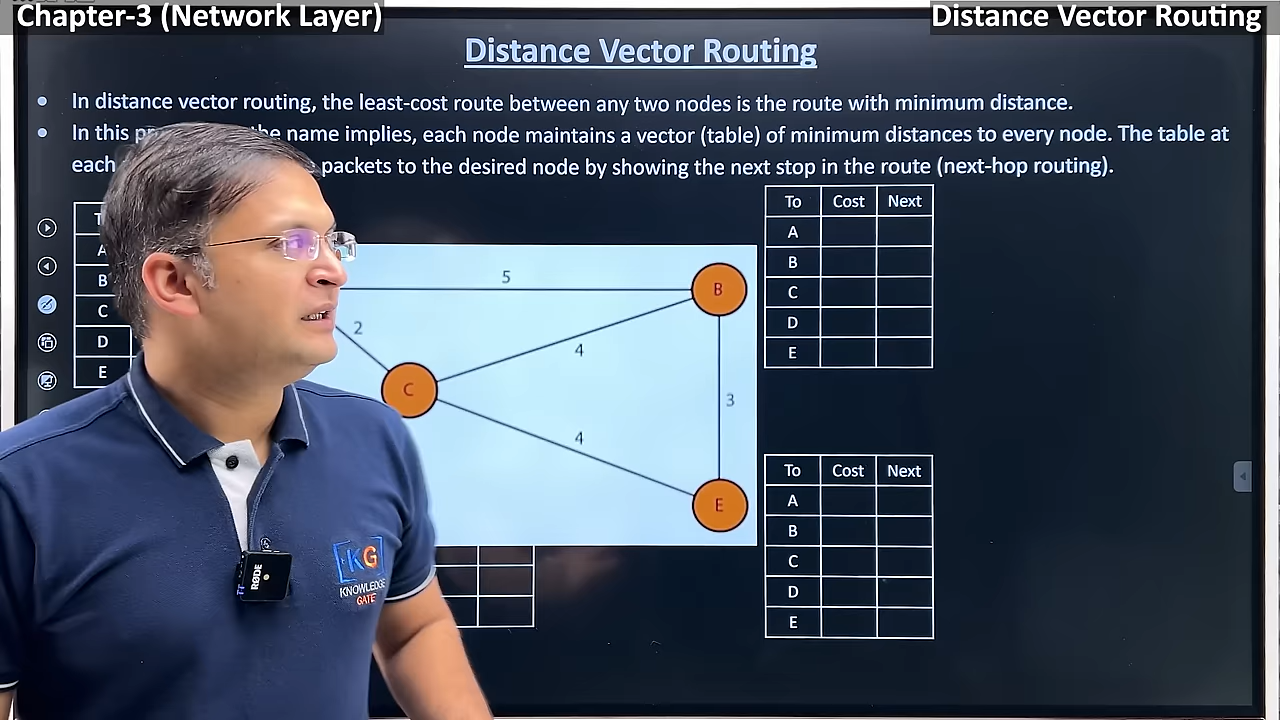 Chapter-3 (Network Layer)
Distance Vector Routing
Distance Vector Routing
• In distance vector routing, the least-cost route between any two nodes is the route with minimum distance.
• In this the name implies, each node maintains a vector (table) of minimum distances to every node. The table at
each packets to the desired node by showing the next stop in the route (next-hop routing).
A
B
C
D
E
5
B
2
4
C
3
4
E
To Cost Next
A
B
C
D
E
To Cost Next
A
B
C
D
E
RØDE
KG
KNOWLEDGE
GATE